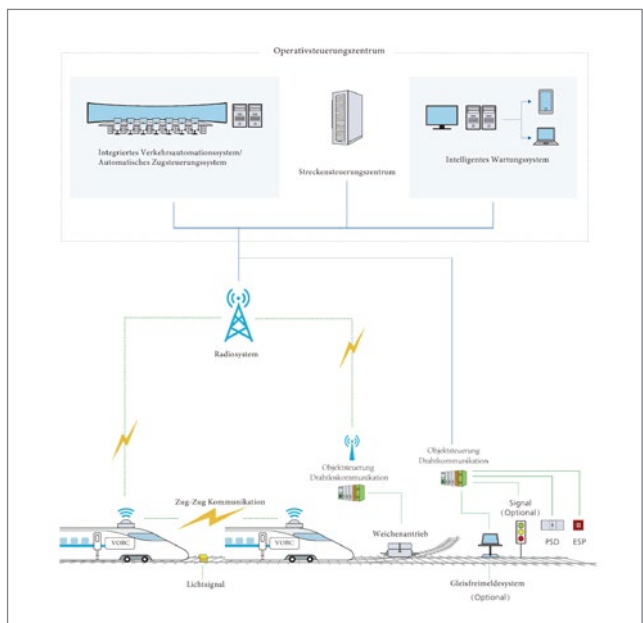 Operativsteuerungszentrum
Integriertes Verkehrsautomationssystem/
Automatisches Zugsteuerungssystem
Streckensteuerungszentrum
Intelligentes Wartungssystem
Radiosystem
Objektsteuerung
Drahtloskommunikation
Objektsteuerung
Drahtkommunikation
Zug-Zug Kommunikation
Signal
(Optional)
Weichenantrieb
PSD
ESP
VOBC
VOBC
Lichtsignal
Gleisfreimeldesystem
(Optional)